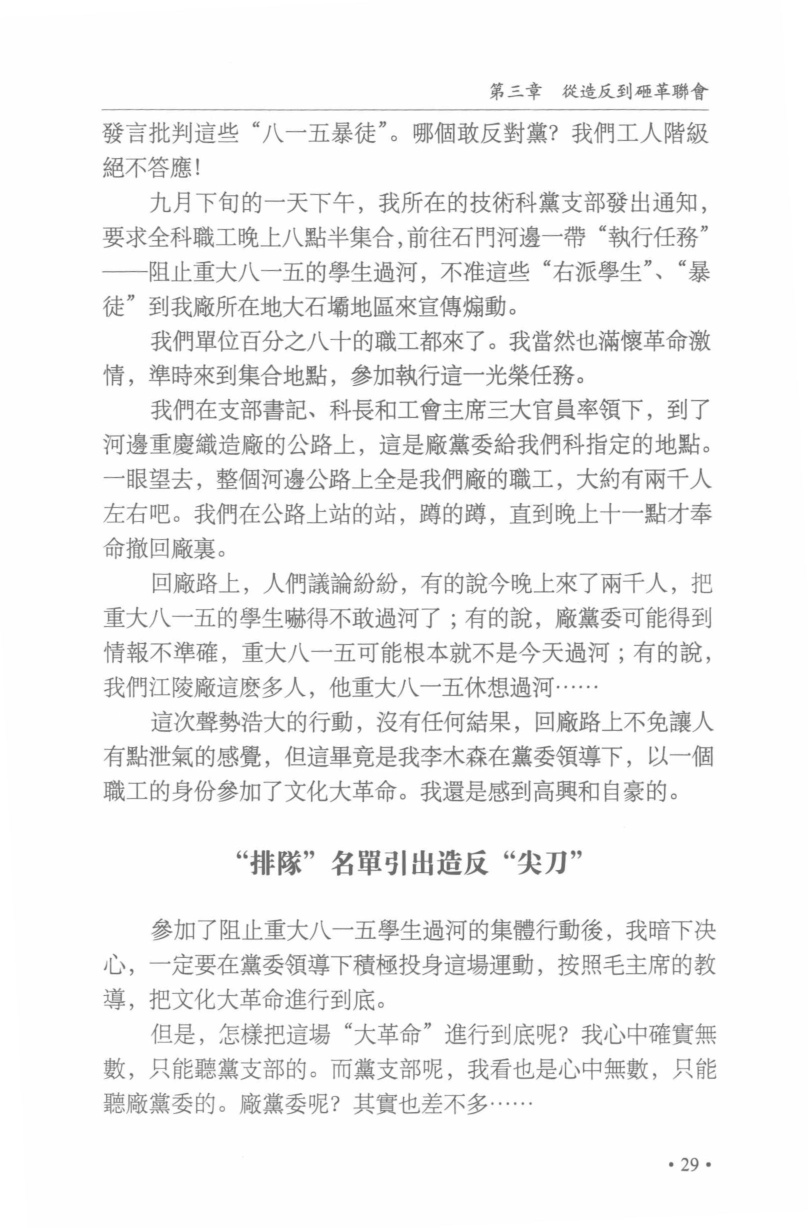 第三章　從造反到砸革聯會
發言批判這些“八一五暴徒”。哪個敢反對黨？我們工人階級
絕不答應！
九月下旬的一天下午，我所在的技術科黨支部發出通知，
要求全科職工晚上八點半集合，前往石門河邊一帶“執行任務”
——阻止重大八一五的學生過河，不准這些“右派學生”、“暴
徒”到我廠所在地大石壩地區來宣傳煽動。
我們單位百分之八十的職工都來了。我當然也滿懷革命激
情，準時來到集合地點，參加執行這一光榮任務。
我們在支部書記、科長和工會主席三大官員率領下，到了
河邊重慶織造廠的公路上，這是廠黨委給我們科指定的地點。
一眼望去，整個河邊公路上全是我們廠的職工，大約有兩千人
左右吧。我們在公路上站的站，蹲的蹲，直到晚上十一點才奉
命撤回廠裏。
回廠路上，人們議論紛紛，有的說今晚上來了兩千人，把
重大八一五的學生嚇得不敢過河了；有的說，廠黨委可能得到
情報不準確，重大八一五可能根本就不是今天過河；有的說，
我們江陵廠這麽多人，他重大八一五休想過河……
這次聲勢浩大的行動，沒有任何結果，回廠路上不免讓人
有點泄氣的感覺，但這畢竟是我李木森在黨委領導下，以一個
職工的身份參加了文化大革命。我還是感到高興和自豪的。
“排隊”名單引出造反“尖刀”
參加了阻止重大八一五學生過河的集體行動後，我暗下决
心，一定要在黨委領導下積極投身這場運動，按照毛主席的教
導，把文化大革命進行到底。
但是，怎樣把這場“大革命”進行到底呢？我心中確實無
數，只能聽黨支部的。而黨支部呢，我看也是心中無數，只能
聽廠黨委的。廠黨委呢？其實也差不多……
·29·